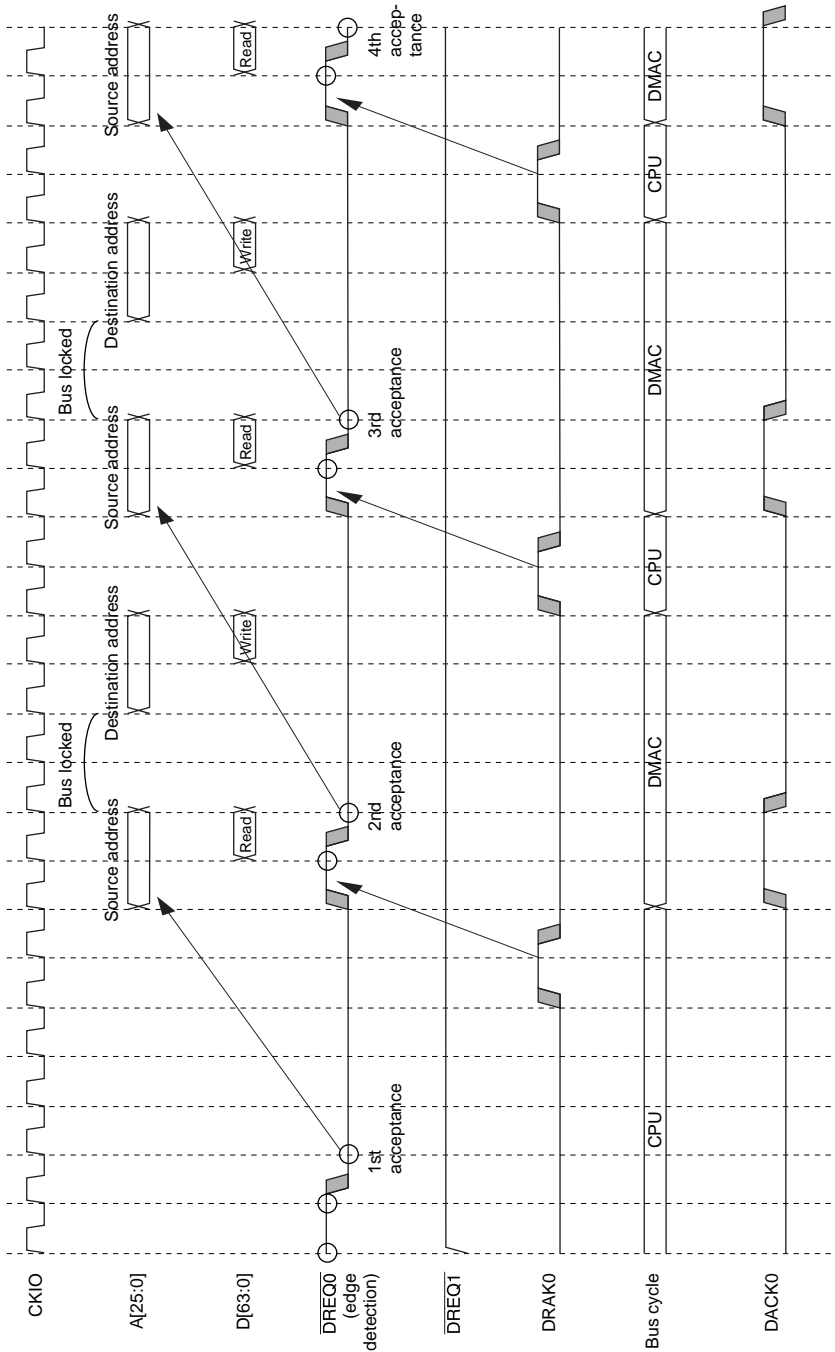 CKIO
Bus locked
Bus locked
Source address
Destination address
Source address
Destination address
Source address
A[25:0]
D[63:0]
Read
Write
Read
Write
Read
DREQ0
(edge
detection)
1st
acceptance
2nd
acceptance
3rd
acceptance
4th
accep-
tance
DREQ1
DRAK0
Bus cycle
CPU
DMAC
CPU
DMAC
CPU
DMAC
DACK0